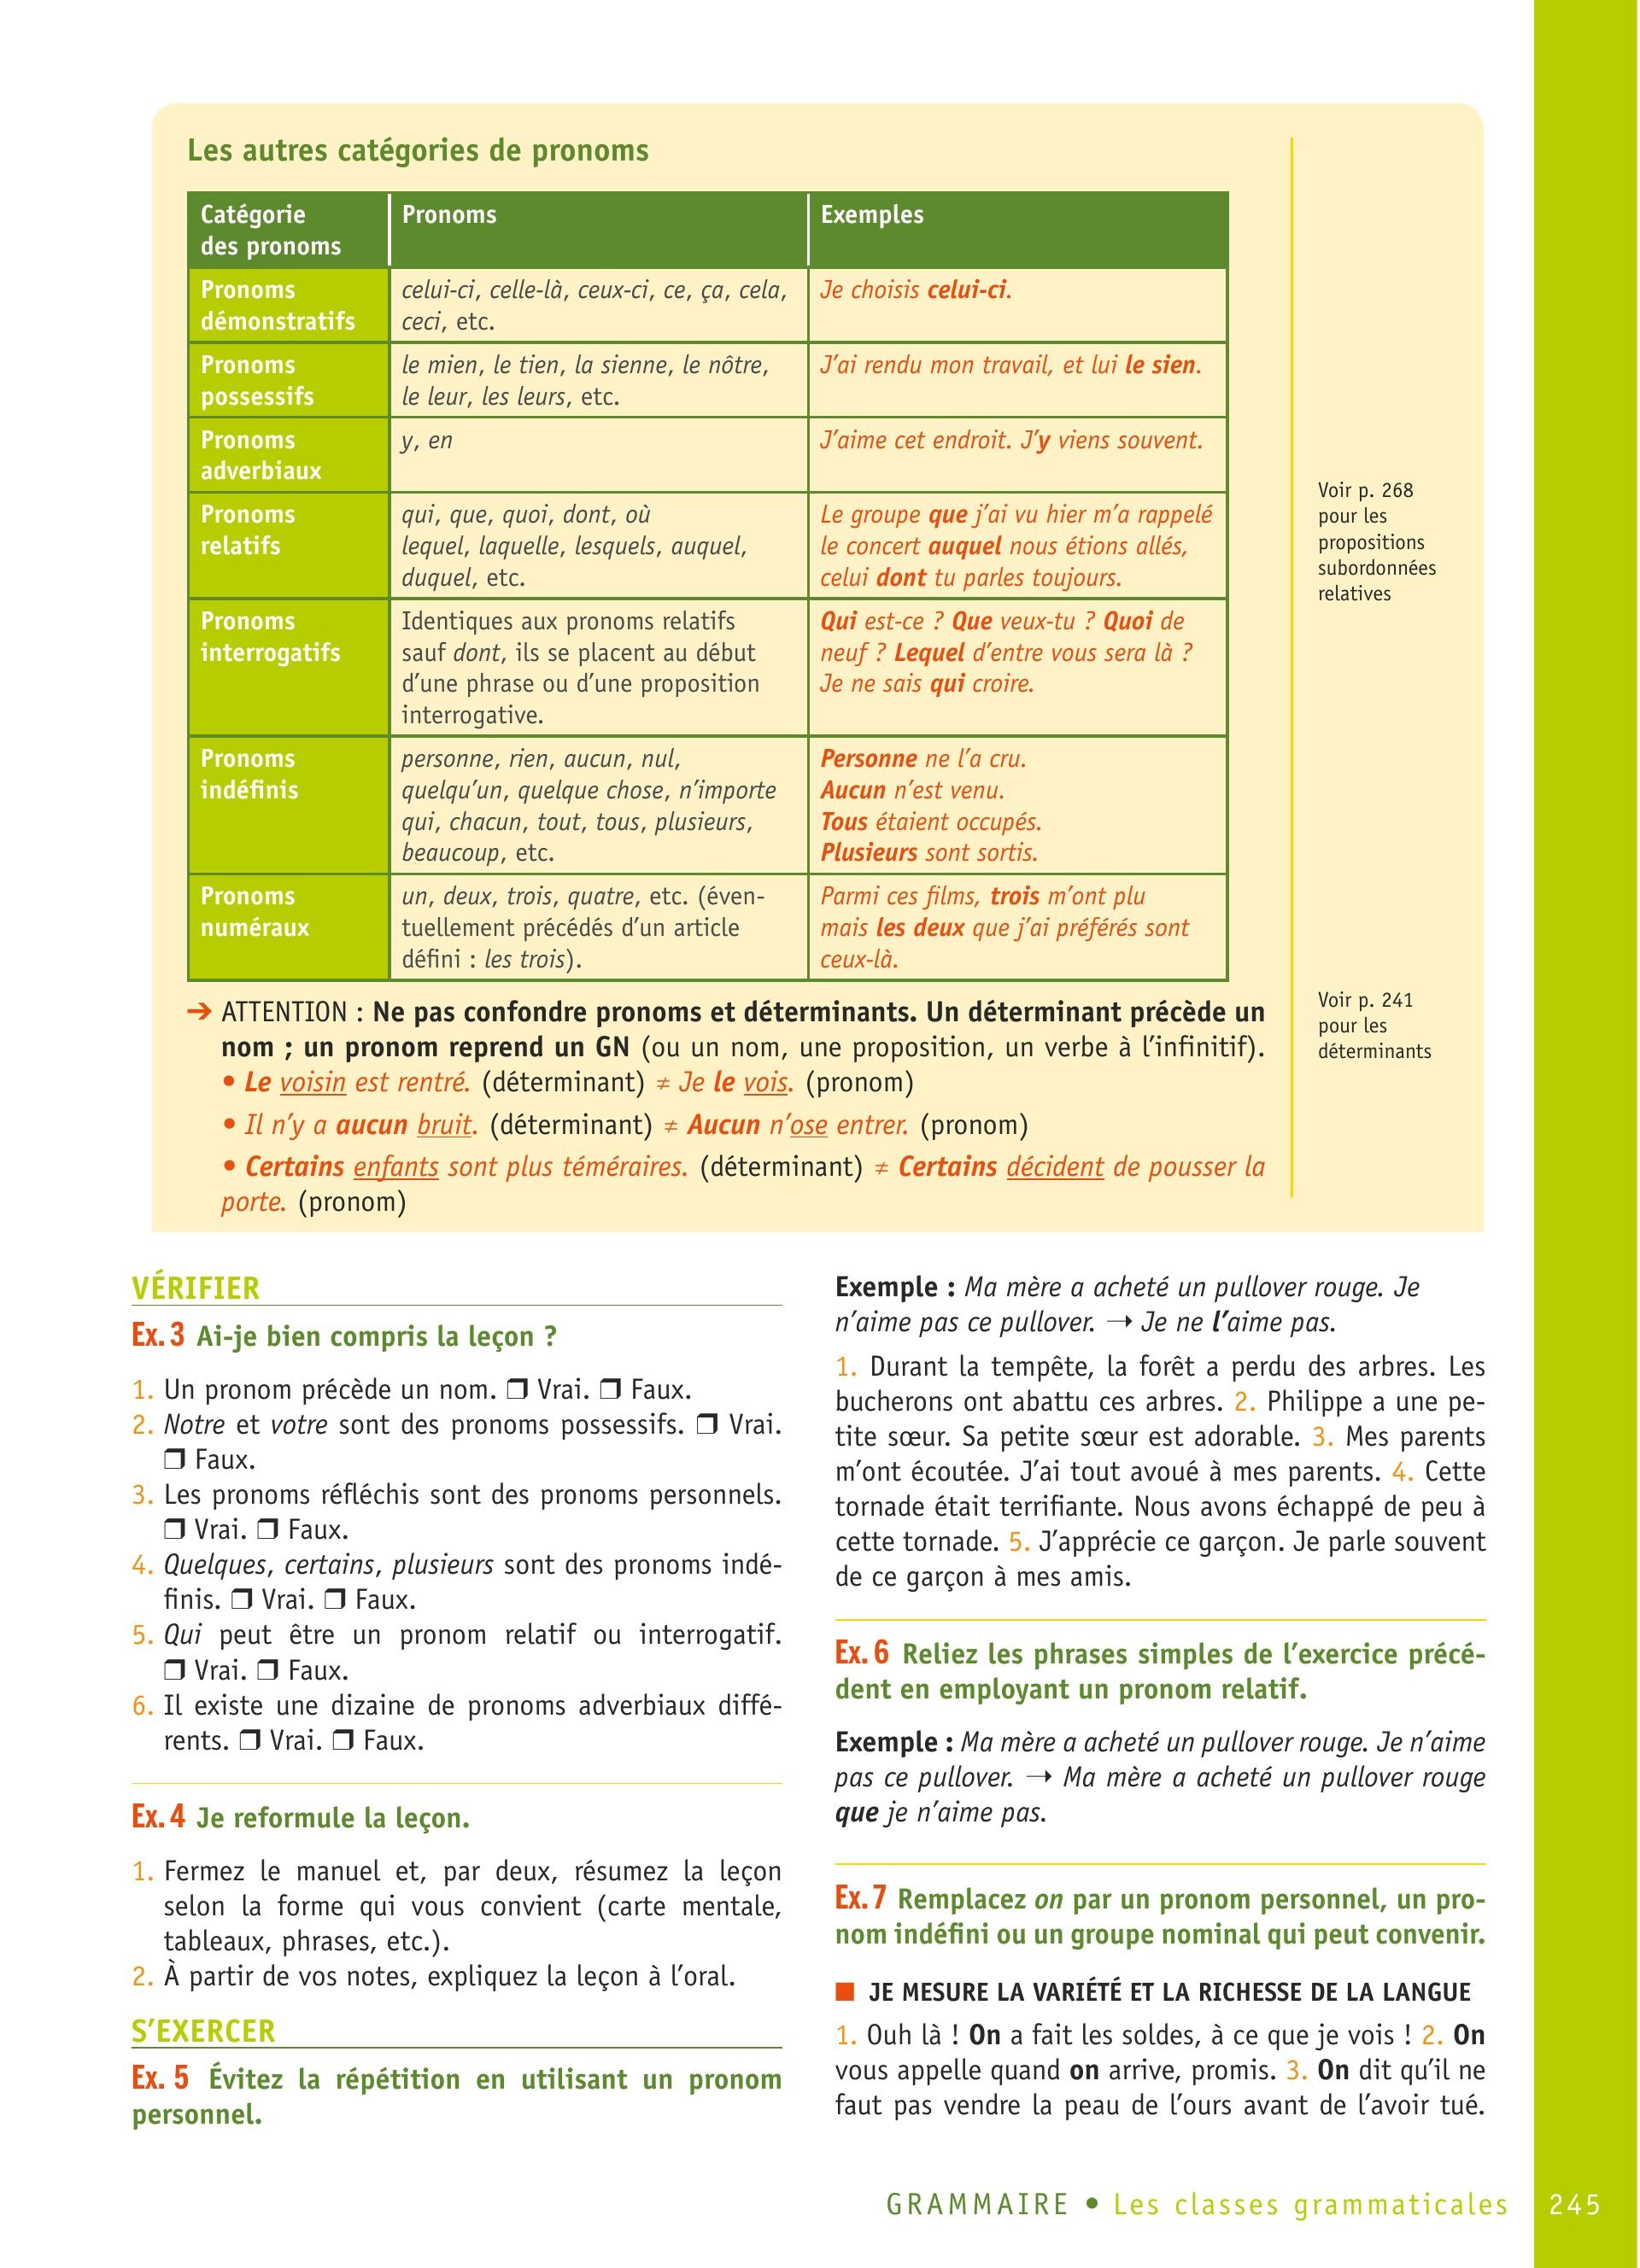 Les autres catégories de pronoms
Catégorie
des pronoms
Pronoms
Exemples
Pronoms
démonstratifs
celui-ci, celle-là, ceux-ci, ce, ça, cela,
ceci, etc.
Je choisis celui-ci.
Pronoms
possessifs
le mien, le tien, la sienne, le nôtre,
le leur, les leurs, etc.
J’ai rendu mon travail, et lui le sien.
Pronoms
adverbiaux
y, en
J’aime cet endroit. J’y viens souvent.
Pronoms
relatifs
qui, que, quoi, dont, où
lequel, laquelle, lesquels, auquel,
duquel, etc.
Le groupe que j’ai vu hier m’a rappelé
le concert auquel nous étions allés,
celui dont tu parles toujours.
Pronoms
interrogatifs
Identiques aux pronoms relatifs
sauf dont, ils se placent au début
d’une phrase ou d’une proposition
interrogative.
Qui est-ce ? Que veux-tu ? Quoi de
neuf ? Lequel d’entre vous sera là ?
Je ne sais qui croire.
Pronoms
indéfinis
personne, rien, aucun, nul,
quelqu’un, quelque chose, n’importe
qui, chacun, tout, tous, plusieurs,
beaucoup, etc.
Personne ne l’a cru.
Aucun n’est venu.
Tous étaient occupés.
Plusieurs sont sortis.
Pronoms
numéraux
un, deux, trois, quatre, etc. (éven-
tuellement précédés d’un article
défini : les trois).
Parmi ces films, trois m’ont plu
mais les deux que j’ai préférés sont
ceux-là.
Voir p. 268
pour les
propositions
subordonnées
relatives
➔ ATTENTION : Ne pas confondre pronoms et déterminants. Un déterminant précède un
nom ; un pronom reprend un GN (ou un nom, une proposition, un verbe à l’infinitif).
• Le voisin est rentré. (déterminant) ≠ Je le vois. (pronom)
• Il n’y a aucun bruit. (déterminant) ≠ Aucun n’ose entrer. (pronom)
• Certains enfants sont plus téméraires. (déterminant) ≠ Certains décident de pousser la
porte. (pronom)
Voir p. 241
pour les
déterminants
VÉRIFIER
Ex. 3 Ai-je bien compris la leçon ?
1. Un pronom précède un nom. ❒ Vrai. ❒ Faux.
2. Notre et votre sont des pronoms possessifs. ❒ Vrai.
❒ Faux.
3. Les pronoms réfléchis sont des pronoms personnels.
❒ Vrai. ❒ Faux.
4. Quelques, certains, plusieurs sont des pronoms indé-
finis. ❒ Vrai. ❒ Faux.
5. Qui peut être un pronom relatif ou interrogatif.
❒ Vrai. ❒ Faux.
6. Il existe une dizaine de pronoms adverbiaux diffé-
rents. ❒ Vrai. ❒ Faux.
Ex. 4 Je reformule la leçon.
1. Fermez le manuel et, par deux, résumez la leçon
selon la forme qui vous convient (carte mentale,
tableaux, phrases, etc.).
2. À partir de vos notes, expliquez la leçon à l’oral.
S’EXERCER
Ex. 5 Évitez la répétition en utilisant un pronom
personnel.
Exemple : Ma mère a acheté un pullover rouge. Je
n’aime pas ce pullover. ➝ Je ne l’aime pas.
1. Durant la tempête, la forêt a perdu des arbres. Les
bucherons ont abattu ces arbres. 2. Philippe a une pe-
tite sœur. Sa petite sœur est adorable. 3. Mes parents
m’ont écoutée. J’ai tout avoué à mes parents. 4. Cette
tornade était terrifiante. Nous avons échappé de peu à
cette tornade. 5. J’apprécie ce garçon. Je parle souvent
de ce garçon à mes amis.
Ex. 6 Reliez les phrases simples de l’exercice précé-
dent en employant un pronom relatif.
Exemple : Ma mère a acheté un pullover rouge. Je n’aime
pas ce pullover. ➝ Ma mère a acheté un pullover rouge
que je n’aime pas.
Ex. 7 Remplacez on par un pronom personnel, un pro-
nom indéfini ou un groupe nominal qui peut convenir.
■ JE MESURE LA VARIÉTÉ ET LA RICHESSE DE LA LANGUE
1. Ouh là ! On a fait les soldes, à ce que je vois ! 2. On
vous appelle quand on arrive, promis. 3. On dit qu’il ne
faut pas vendre la peau de l’ours avant de l’avoir tué.
GRAMMAIRE • Les classes grammaticales 245